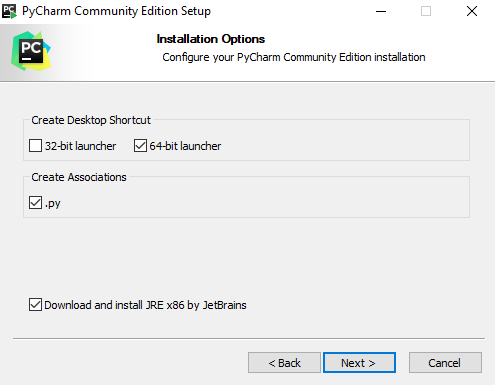 PyCharm Community Edition Setup
PC
Installation Options
Configure your PyCharm Community Edition installation
Create Desktop Shortcut
32-bit launcher 64-bit launcher
Create Associations
.py
Download and install JRE x86 by JetBrains
< Back Next > Cancel